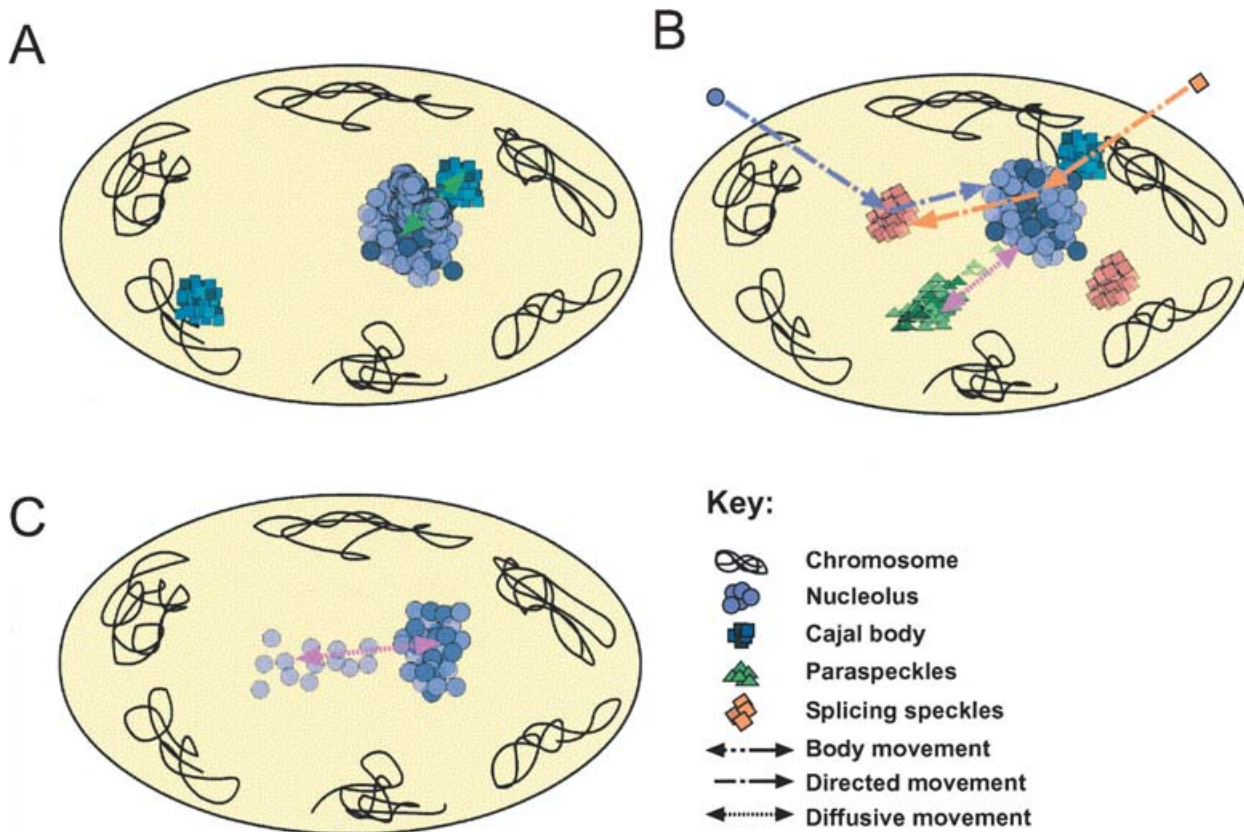 A
B
C
Key:
Chromosome
Nucleolus
Cajal body
Paraspeckles
Splicing speckles
Body movement
Directed movement
Diffusive movement